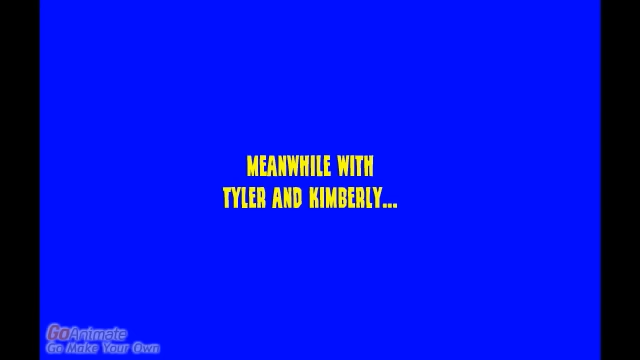 MEANWHILE WITH
TYLER AND KIMBERLY...
GoAnimate
Go Make Your Own